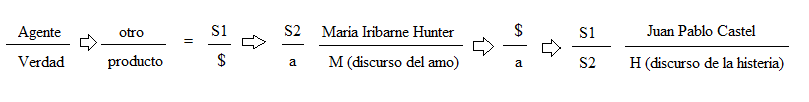 Agente otro = S1 S2 María Iribarne Hunter $ S1 Juan Pablo Castel
Verdad producto $ a M (discurso del amo) a S2 H (discurso de la histeria)